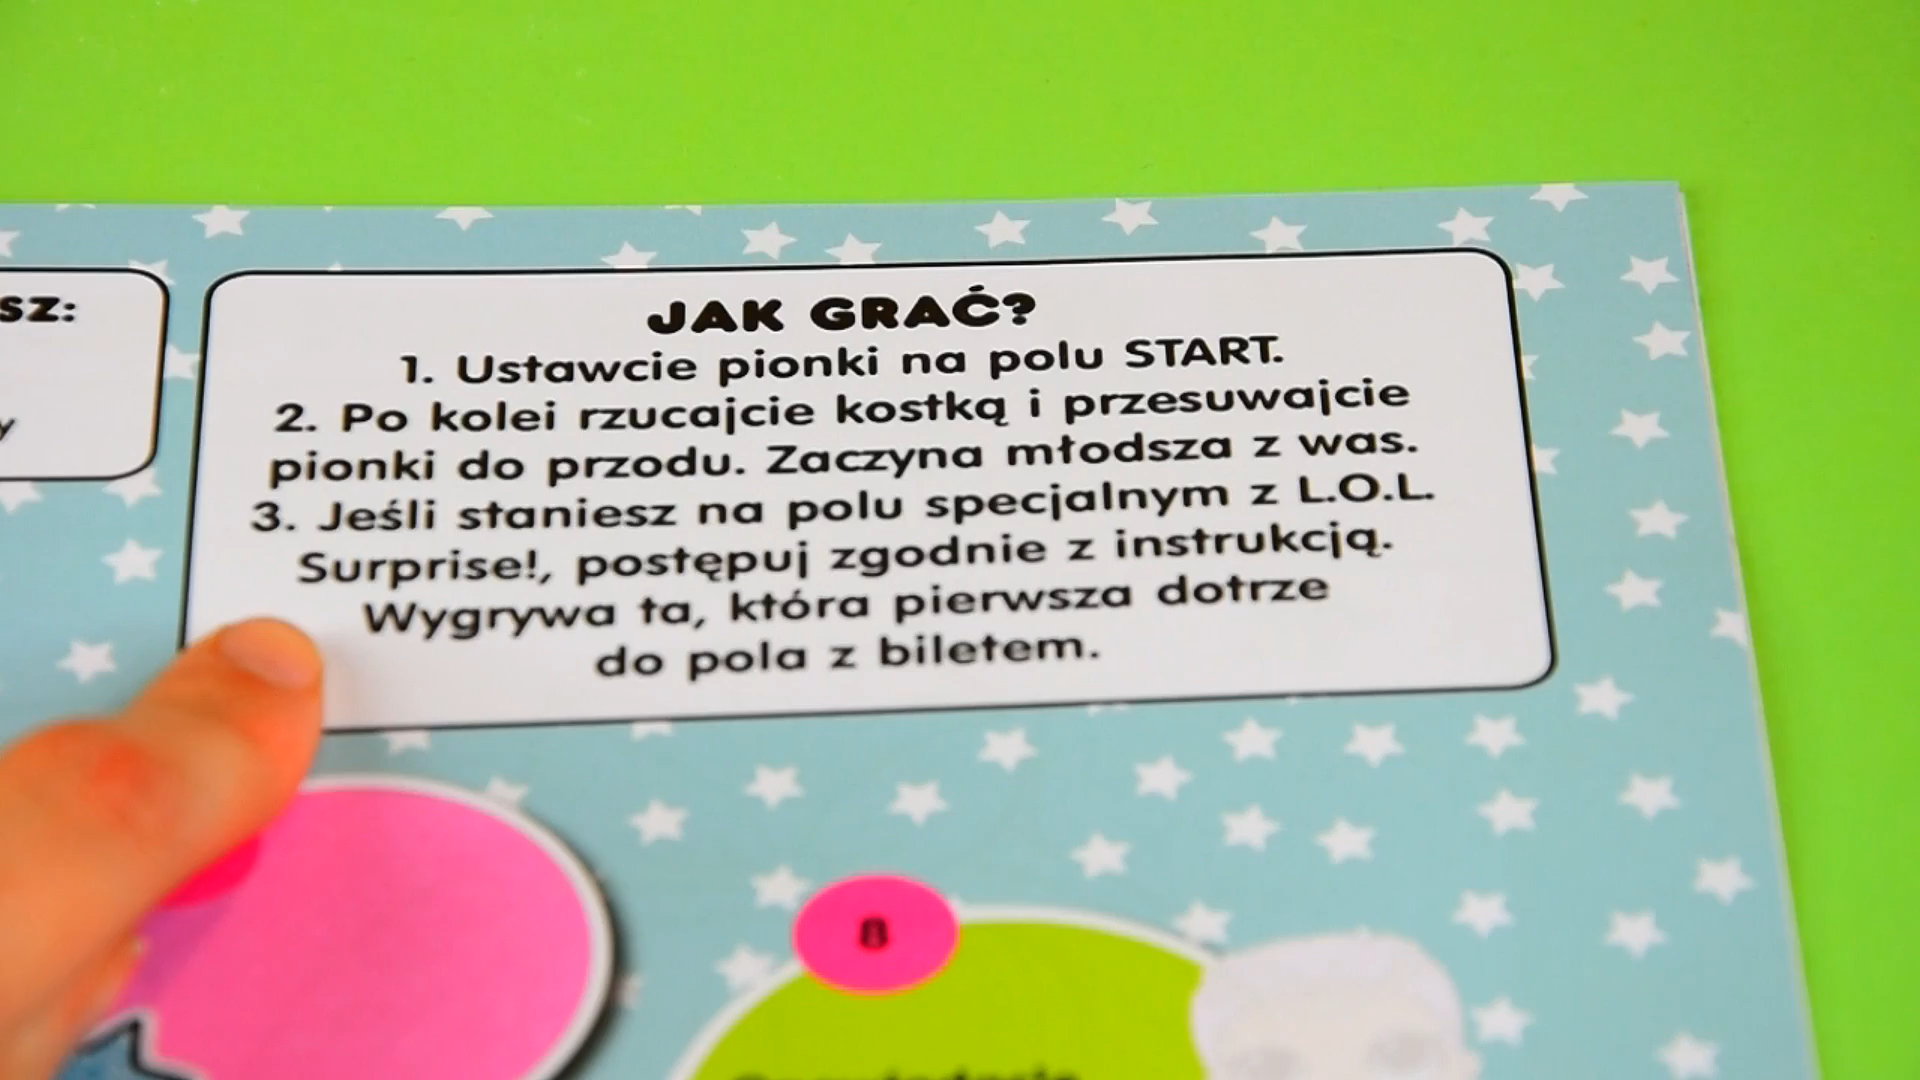 SZ:
y
JAK GRAĆ?
1. Ustawcie pionki na polu START.
2. Po kolei rzucajcie kostką i przesuwajcie
pionki do przodu. Zaczyna młodsza z was.
3. Jeśli staniesz na polu specjalnym z L.O.L.
Surprise!, postępuj zgodnie z instrukcją.
Wygrywa ta, która pierwsza dotrze
do pola z biletem.
8